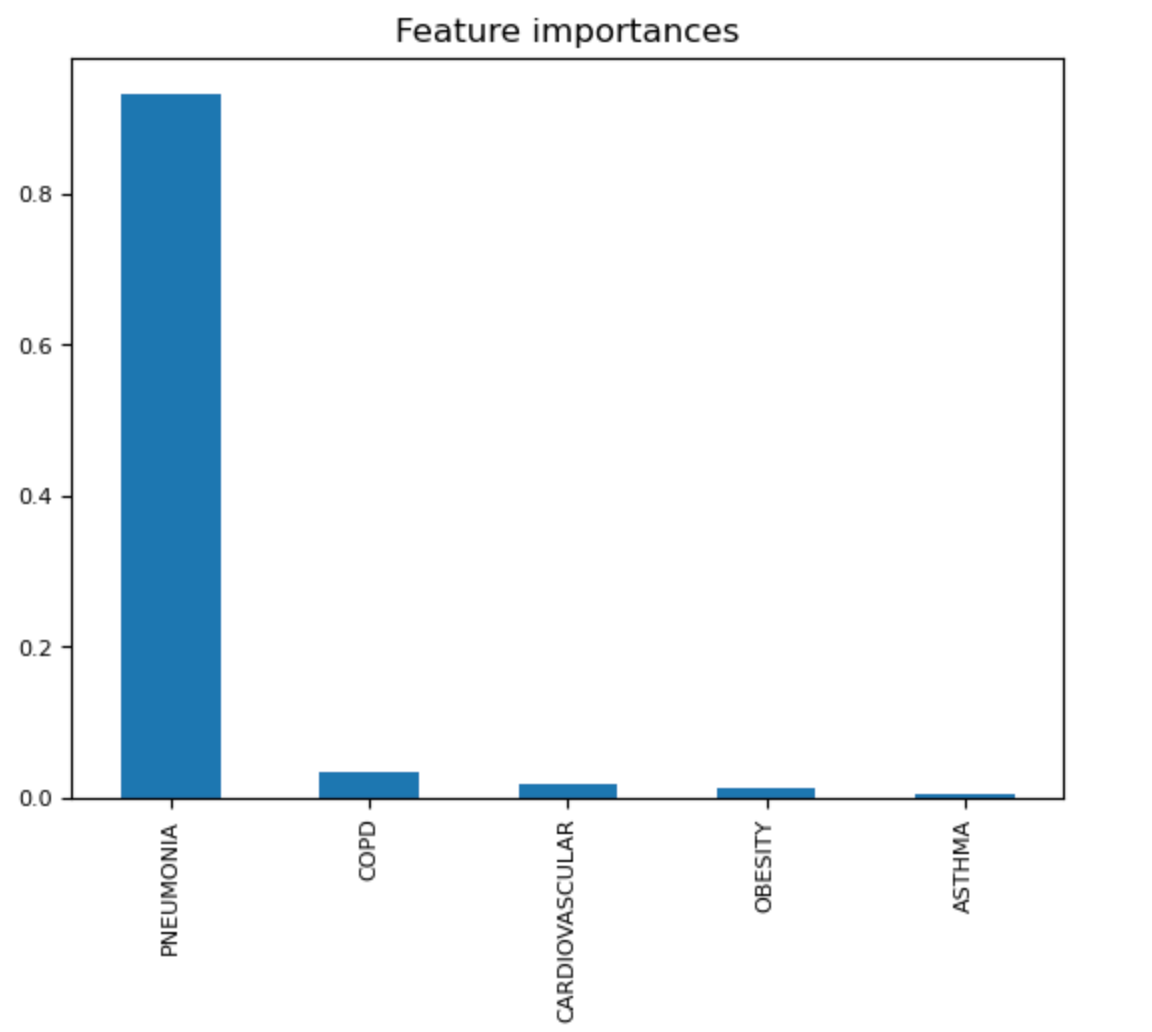 Feature importances
0.8
0.6
0.4
0.2
0.0
PNEUMONIA
COPD
CARDIOVASCULAR
OBESITY
ASTHMA